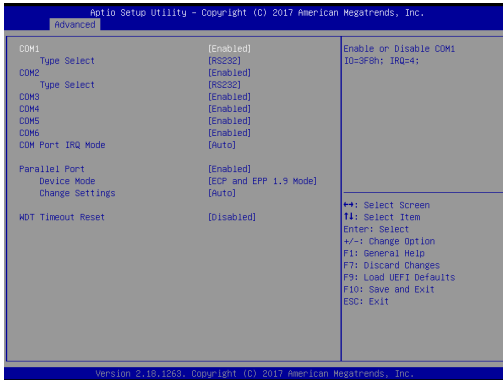 Aptio Setup Utility – Copyright (C) 2017 American Megatrends, Inc.
Advanced
COM1 [Enabled]
Type Select [RS232]
COM2 [Enabled]
Type Select [RS232]
COM3 [Enabled]
COM4 [Enabled]
COM5 [Enabled]
COM6 [Enabled]
COM Port IRQ Mode [Auto]
Parallel Port [Enabled]
Device Mode [ECP and EPP 1.9 Mode]
Change Settings [Auto]
WDT Timeout Reset [Disabled]
Enable or Disable COM1
IO=3F8h; IRQ=4;
↔: Select Screen
↑↓: Select Item
Enter: Select
+/-: Change Option
F1: General Help
F7: Discard Changes
F9: Load UEFI Defaults
F10: Save and Exit
ESC: Exit
Version 2.18.1263. Copyright (C) 2017 American Megatrends, Inc.